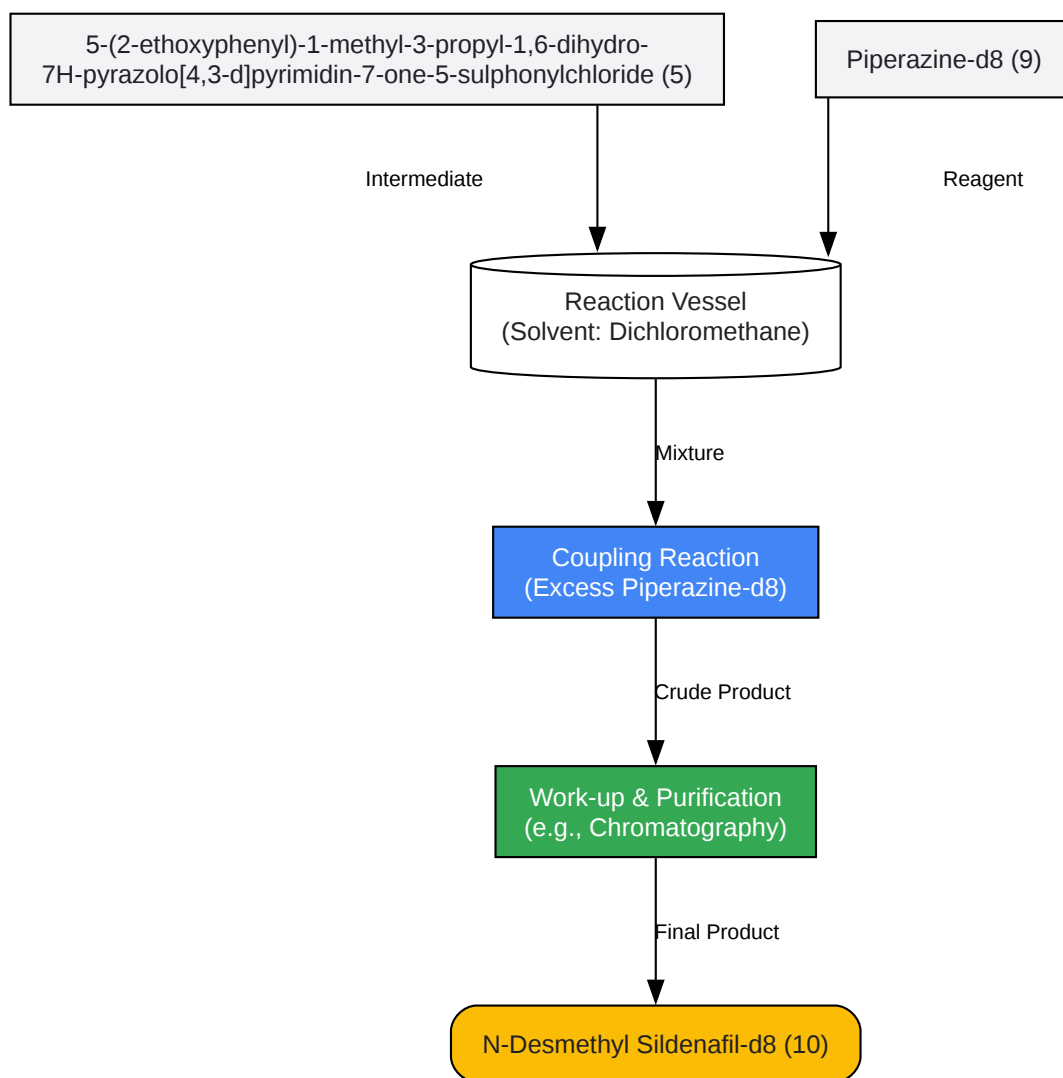 5-(2-ethoxyphenyl)-1-methyl-3-propyl-1,6-dihydro-
7H-pyrazolo[4,3-d]pyrimidin-7-one-5-sulphonylchloride (5)
Piperazine-d8 (9)
Intermediate
Reagent
Reaction Vessel
(Solvent: Dichloromethane)
Mixture
Coupling Reaction
(Excess Piperazine-d8)
Crude Product
Work-up & Purification
(e.g., Chromatography)
Final Product
N-Desmethyl Sildenafil-d8 (10)